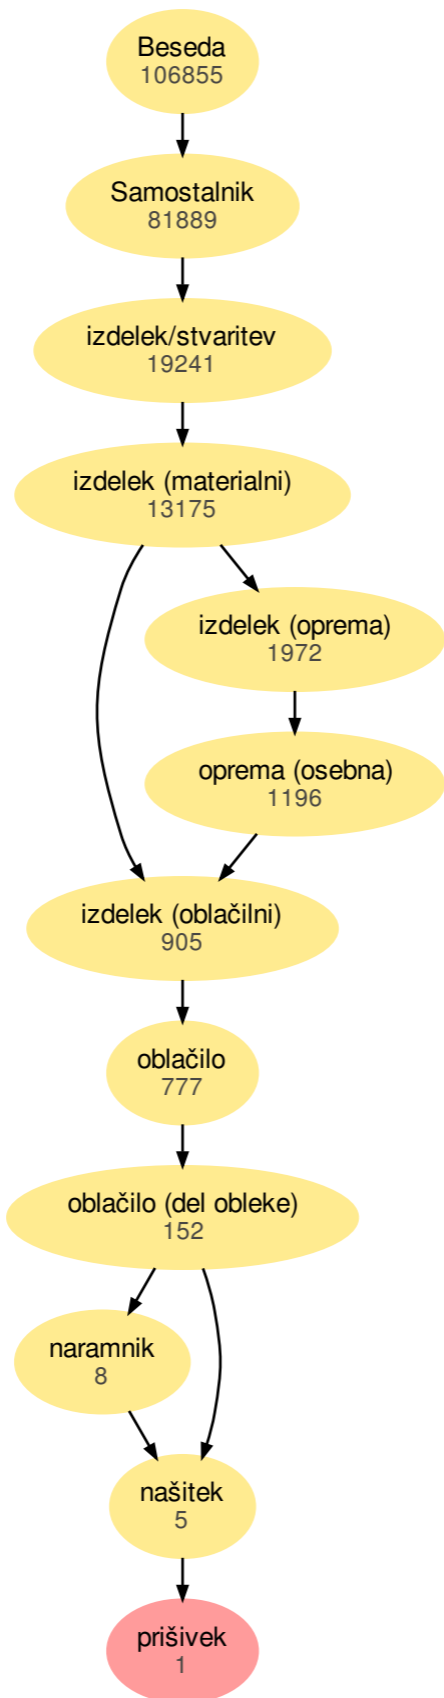 Beseda
106855
Samostalnik
81889
izdelek/stvaritev
19241
izdelek (materialni)
13175
izdelek (oprema)
1972
oprema (osebna)
1196
izdelek (oblačilni)
905
oblačilo
777
oblačilo (del obleke)
152
naramnik
8
našitek
5
prišivek
1